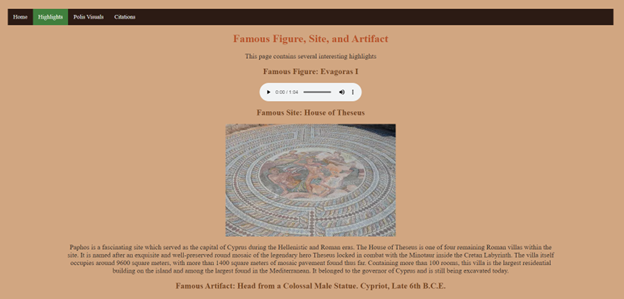 Home Highlights Polis Visuals Citations
Famous Figure, Site, and Artifact
This page contains several interesting highlights
Famous Figure: Evagoras I
0:00 / 1:04
Famous Site: House of Theseus
Paphos is a fascinating site which served as the capital of Cyprus during the Hellenistic and Roman eras. The House of Theseus is one of four remaining Roman villas within the
site. It is named after an exquisite and well-preserved round mosaic of the legendary hero Theseus locked in combat with the Minotaur inside the Cretan Labyrinth. The villa itself
occupies around 9600 square meters, with more than 1400 square meters of mosaic pavement found thus far. Containing more than 100 rooms, this villa is the largest residential
building on the island and among the largest found in the Mediterranean. It belonged to the governor of Cyprus and is still being excavated today.
Famous Artifact: Head from a Colossal Male Statue. Cypriot, Late 6th B.C.E.